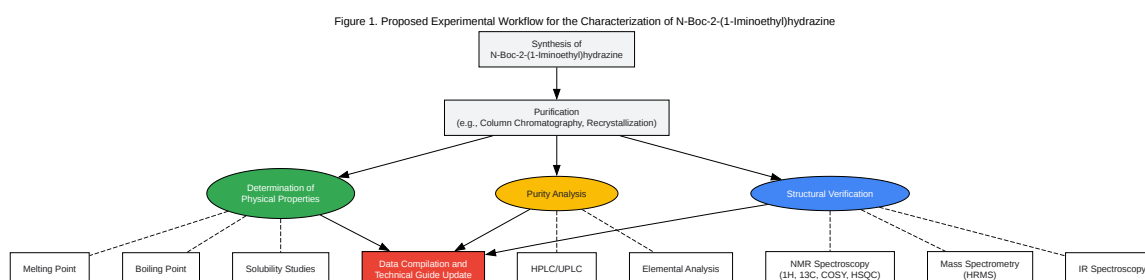 Figure 1. Proposed Experimental Workflow for the Characterization of N-Boc-2-(1-Iminoethyl)hydrazine
Synthesis of
N-Boc-2-(1-Iminoethyl)hydrazine
Purification
(e.g., Column Chromatography, Recrystallization)
Determination of
Physical Properties
Purity Analysis
Structural Verification
Melting Point
Boiling Point
Solubility Studies
Data Compilation and
Technical Guide Update
HPLC/UPLC
Elemental Analysis
NMR Spectroscopy
(1H, 13C, COSY, HSQC)
Mass Spectrometry
(HRMS)
IR Spectroscopy